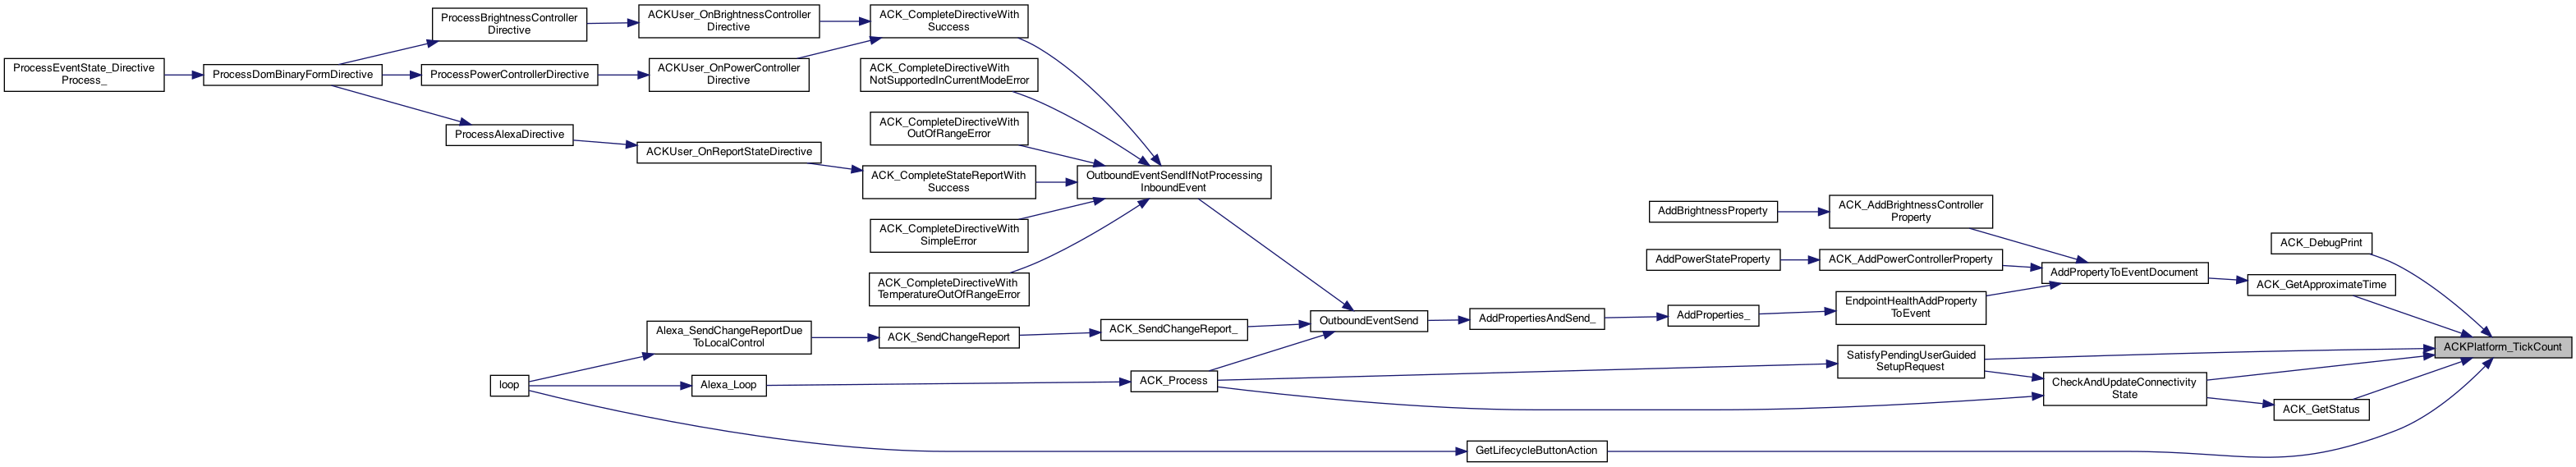 ProcessEventState_Directive
Process_
ProcessDomBinaryFormDirective
ProcessBrightnessController
Directive
ProcessPowerControllerDirective
ProcessAlexaDirective
ACKUser_OnBrightnessController
Directive
ACKUser_OnPowerController
Directive
ACKUser_OnReportStateDirective
ACK_CompleteDirectiveWith
Success
ACK_CompleteDirectiveWith
NotSupportedInCurrentModeError
ACK_CompleteDirectiveWith
OutOfRangeError
ACK_CompleteStateReportWith
Success
ACK_CompleteDirectiveWith
SimpleError
ACK_CompleteDirectiveWith
TemperatureOutOfRangeError
OutboundEventSendIfNotProcessing
InboundEvent
loop
Alexa_SendChangeReportDue
ToLocalControl
Alexa_Loop
ACK_SendChangeReport
ACK_SendChangeReport_
ACK_Process
OutboundEventSend
AddPropertiesAndSend_
GetLifecycleButtonAction
AddBrightnessProperty
AddPowerStateProperty
AddProperties_
ACK_AddBrightnessController
Property
ACK_AddPowerControllerProperty
EndpointHealthAddProperty
ToEvent
SatisfyPendingUserGuided
SetupRequest
AddPropertyToEventDocument
CheckAndUpdateConnectivity
State
ACK_DebugPrint
ACK_GetApproximateTime
ACK_GetStatus
ACKPlatform_TickCount